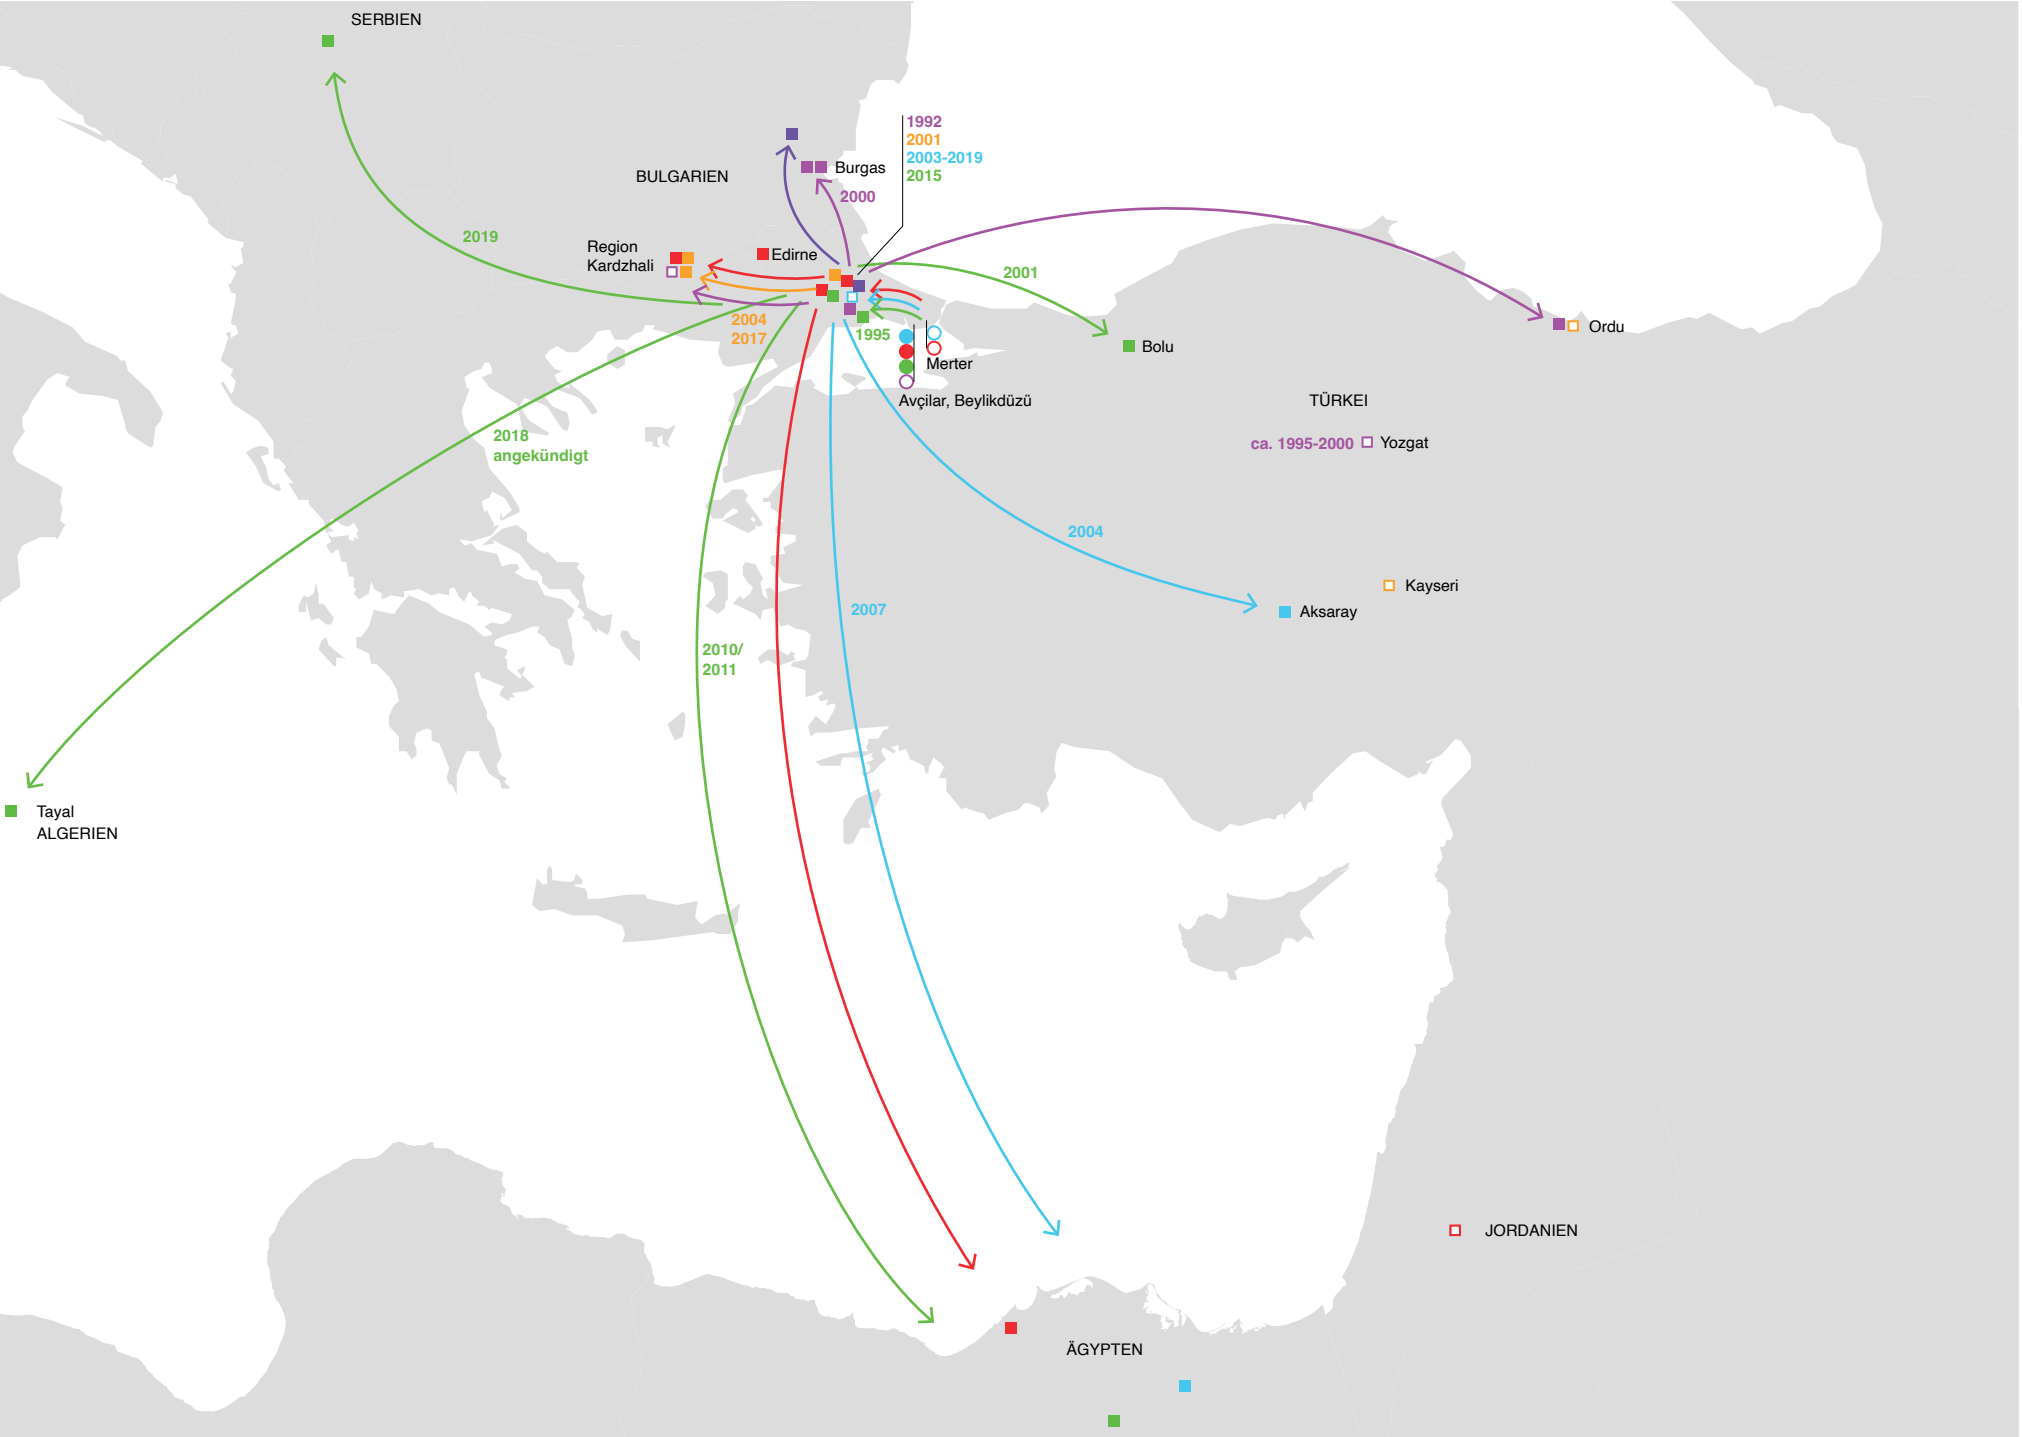 SERBIEN
1992
2001
2003-2019
2015
Burgas
BULGARIEN
2000
2019
Region
Kardzhali
Edirne
2001
2004
2017
1995
Merter
Avçilar, Beylikdüzü
Bolu
Ordu
TÜRKEI
ca. 1995-2000
Yozgat
2018
angekündigt
2004
Kayseri
Aksaray
2007
2010/
2011
Tayal
ALGERIEN
JORDANIEN
ÄGYPTEN